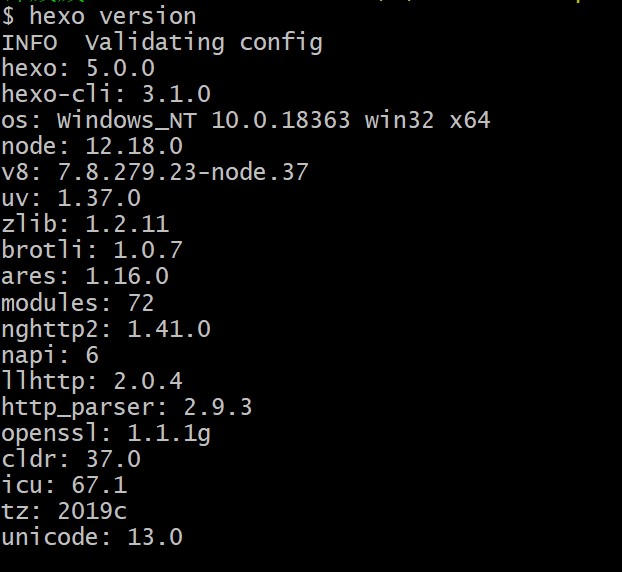 $ hexo version
INFO  Validating config
hexo: 5.0.0
hexo-cli: 3.1.0
os: Windows_NT 10.0.18363 win32 x64
node: 12.18.0
v8: 7.8.279.23-node.37
uv: 1.37.0
zlib: 1.2.11
brotli: 1.0.7
ares: 1.16.0
modules: 72
nghttp2: 1.41.0
napi: 6
llhttp: 2.0.4
http_parser: 2.9.3
openssl: 1.1.1g
cldr: 37.0
icu: 67.1
tz: 2019c
unicode: 13.0